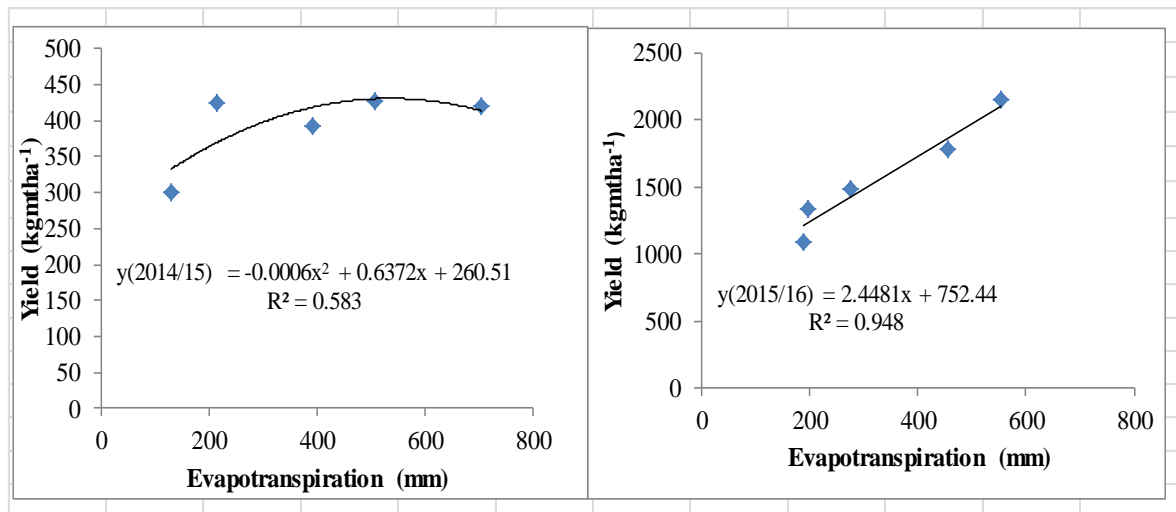 500
450
400
350
300
250
200
150
100
50
0
Yield (kgmtha⁻¹)
y(2014/15) = -0.0006x² + 0.6372x + 260.51
R² = 0.583
0 200 400 600 800
Evapotranspiration (mm)
2500
2000
1500
1000
500
0
Yield (kgmtha⁻¹)
y(2015/16) = 2.4481x + 752.44
R² = 0.948
0 200 400 600 800
Evapotranspiration (mm)